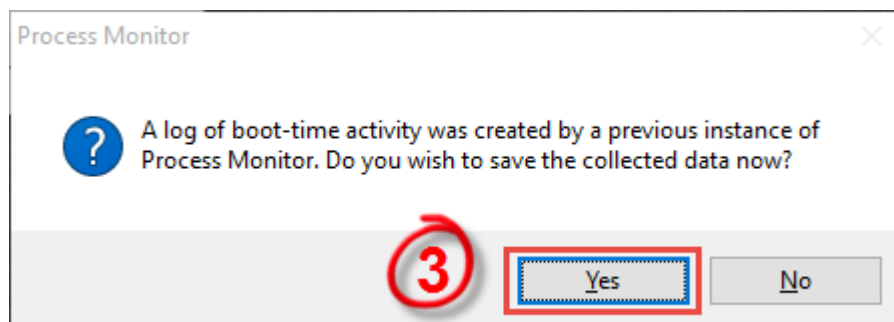 Process Monitor
?
A log of boot-time activity was created by a previous instance of
Process Monitor. Do you wish to save the collected data now?
3
Yes
No